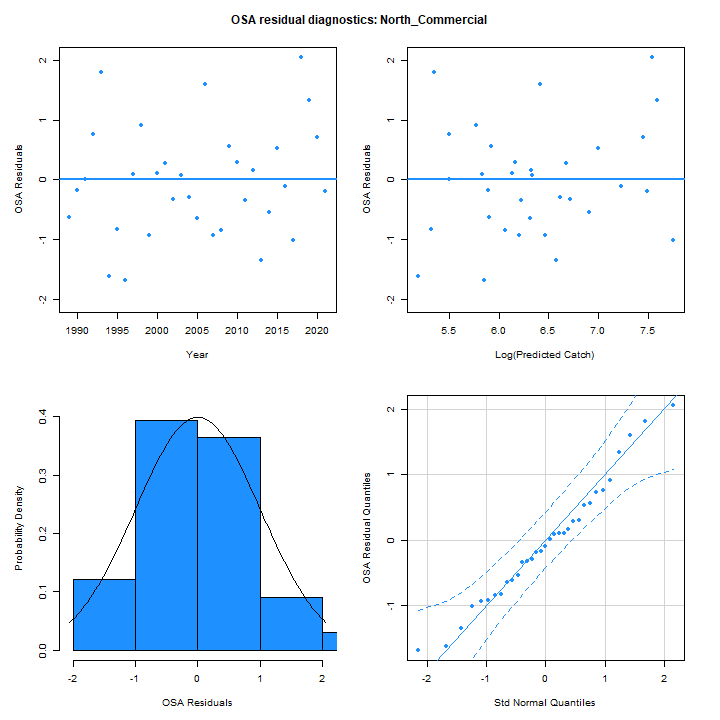 OSA residual diagnostics: North_Commercial
OSA Residuals
2
1
0
-1
-2
1990 1995 2000 2005 2010 2015 2020
Year
OSA Residuals
2
1
0
-1
-2
5.5 6.0 6.5 7.0 7.5
Log(Predicted Catch)
Probability Density
0.4
0.3
0.2
0.1
0.0
-2 -1 0 1 2
OSA Residuals
OSA Residual Quantiles
2
1
0
-1
-2 -1 0 1 2
Std Normal Quantiles